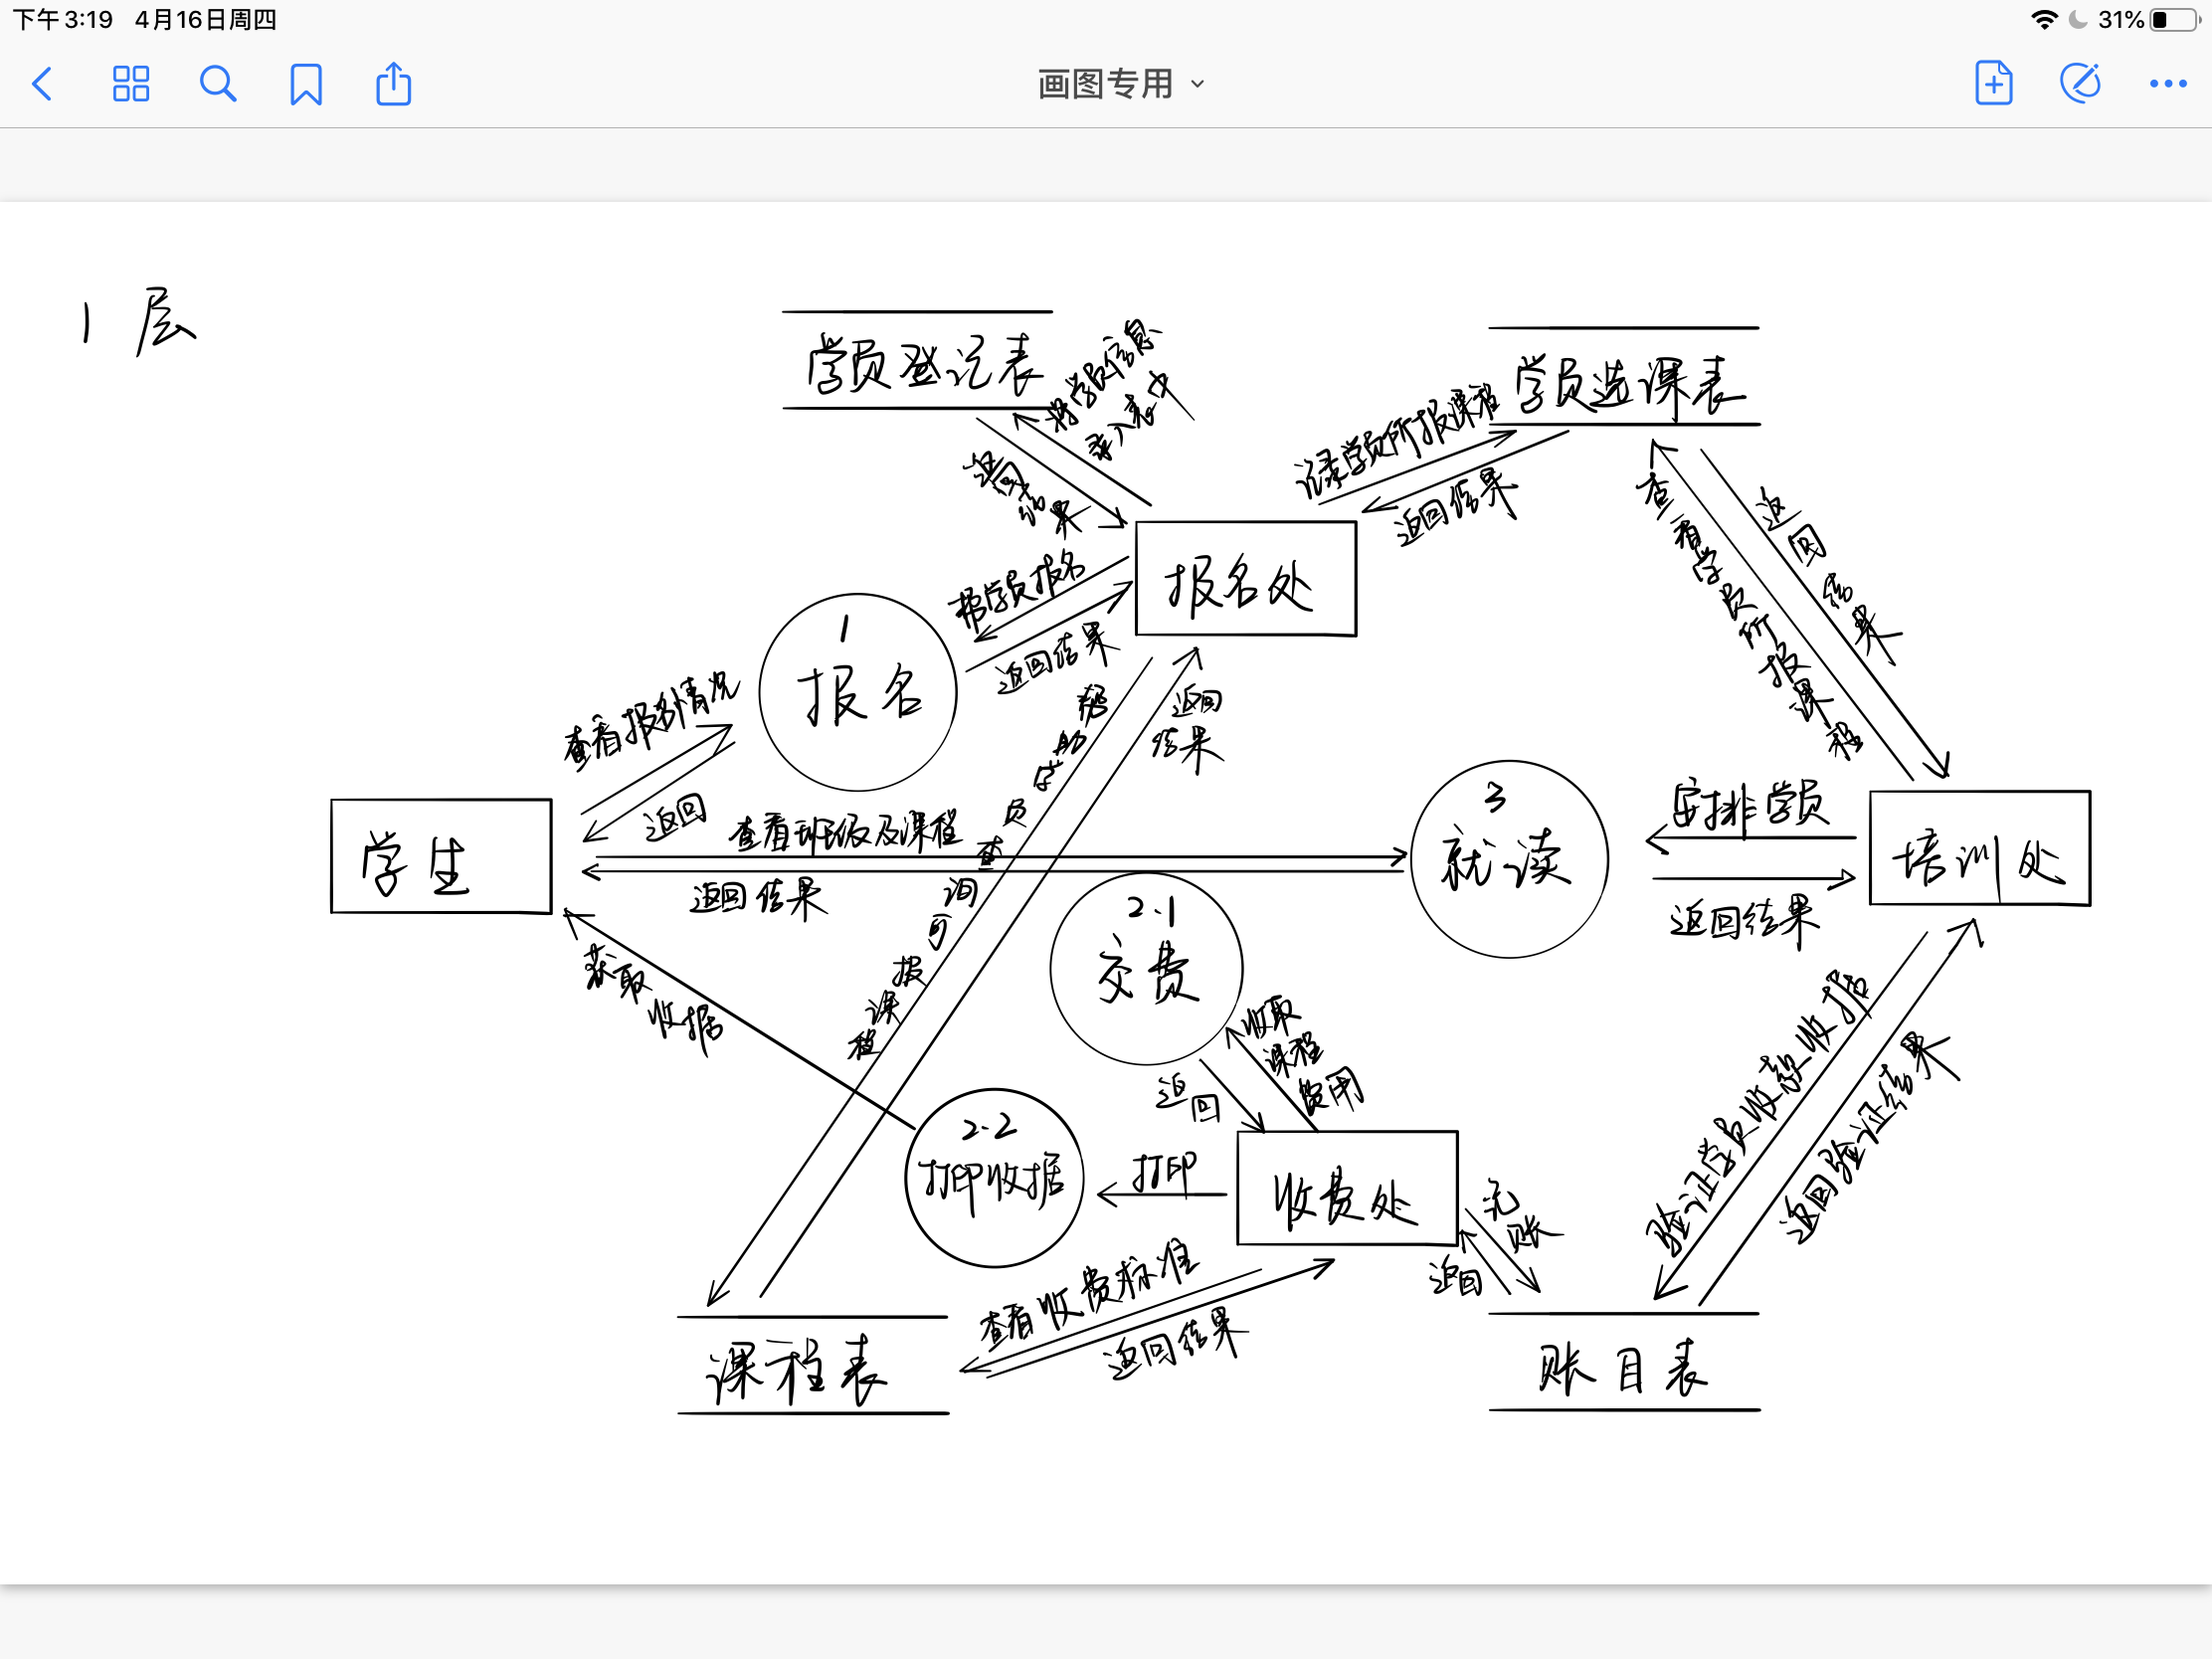 下午3:19 4月16日周四
31%
画图专用
1 层
学员登记表
将学员信息
录入表中
返回结果
学员选课表
记录学员所报课程
返回结果
报名处
帮学员报名
返回结果
1
报名
查看报名情况
返回
查看学员所报课程
返回结果
帮助学员查询可报课程
返回结果
学生
查看班级及课程
返回结果
3
就读
安排学员
返回结果
培训处
2.1
交费
收取课程费用
返回
获取收据
2.2
打印收据
打印
收费处
记账
返回
验证学员收款收据
返回验证结果
查看收费标准
返回结果
课程表
账目表